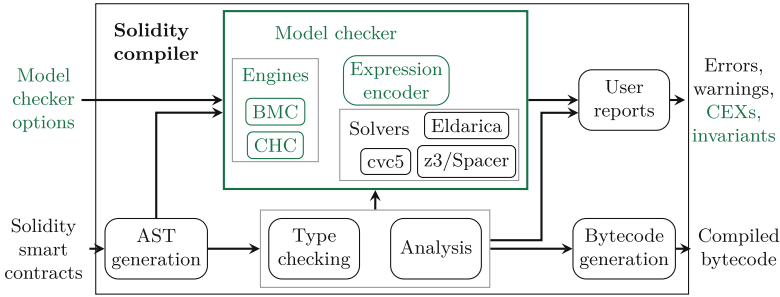 Solidity
compiler
Model checker
Engines
BMC
CHC
Expression
encoder
Solvers
Eldarica
cvc5
z3/Spacer
Model
checker
options
User
reports
Errors,
warnings,
CEXs,
invariants
Solidity
smart
contracts
AST
generation
Type
checking
Analysis
Bytecode
generation
Compiled
bytecode